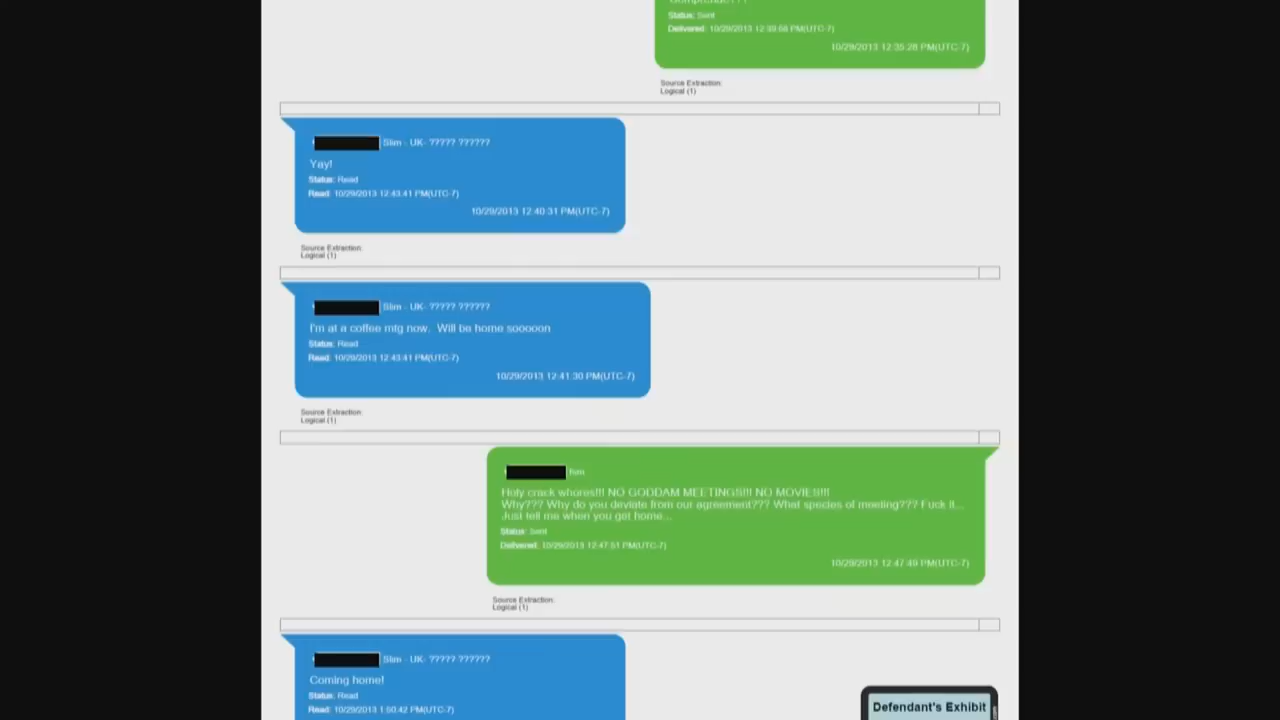 Status: Sent
Delivered: 10/29/2013 12:39:58 PM(UTC-7)
10/29/2013 12:35:28 PM(UTC-7)
Source Extraction:
Logical (1)
Slim - UK- ????? ??????
Yay!
Status: Read
Read: 10/29/2013 12:43:41 PM(UTC-7)
10/29/2013 12:40:31 PM(UTC-7)
Source Extraction:
Logical (1)
Slim - UK- ????? ??????
I'm at a coffee mtg now.  Will be home sooooon
Status: Read
Read: 10/29/2013 12:43:41 PM(UTC-7)
10/29/2013 12:41:30 PM(UTC-7)
Source Extraction:
Logical (1)
Holy crack whores!!! NO GODDAM MEETINGS!!! NO MOVIES!!!
Why??? Why do you deviate from our agreement??? What species of meeting??? Fuck it...
Just tell me when you get home...
Status: Sent
Delivered: 10/29/2013 12:47:51 PM(UTC-7)
10/29/2013 12:47:49 PM(UTC-7)
Source Extraction:
Logical (1)
Slim - UK- ????? ??????
Coming home!
Status: Read
Read: 10/29/2013 1:50:42 PM(UTC-7)
Defendant's Exhibit